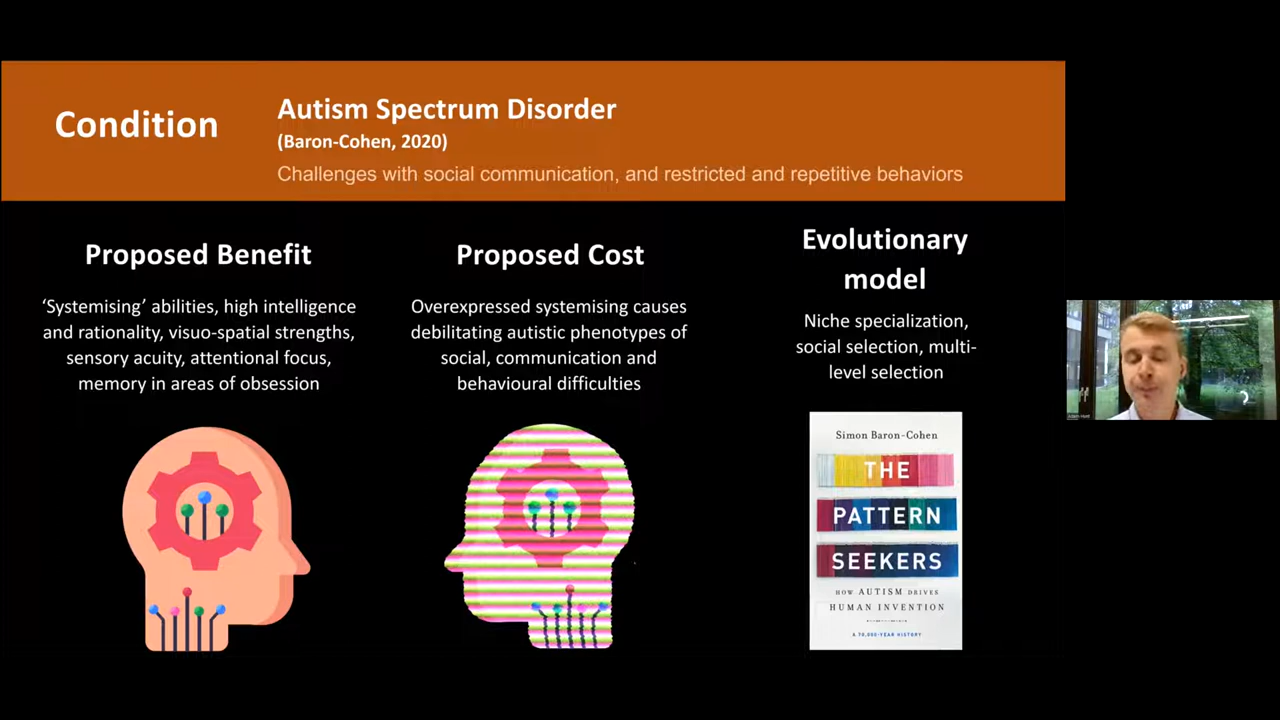 Condition
Autism Spectrum Disorder
(Baron-Cohen, 2020)
Challenges with social communication, and restricted and repetitive behaviors
Proposed Benefit
‘Systemising’ abilities, high intelligence
and rationality, visuo-spatial strengths,
sensory acuity, attentional focus,
memory in areas of obsession
Proposed Cost
Overexpressed systemising causes
debilitating autistic phenotypes of
social, communication and
behavioural difficulties
Evolutionary
model
Niche specialization,
social selection, multi-
level selection
Simon Baron-Cohen
THE
PATTERN
SEEKERS
HOW AUTISM DRIVES
HUMAN INVENTION
A 70,000-YEAR HISTORY
Adam Hunt